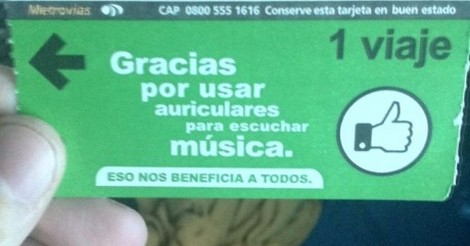 Metrovías CAP 0800 555 1616 Conserve esta tarjeta en buen estado
1 viaje
Gracias
por usar
auriculares
para escuchar
música.
ESO NOS BENEFICIA A TODOS.